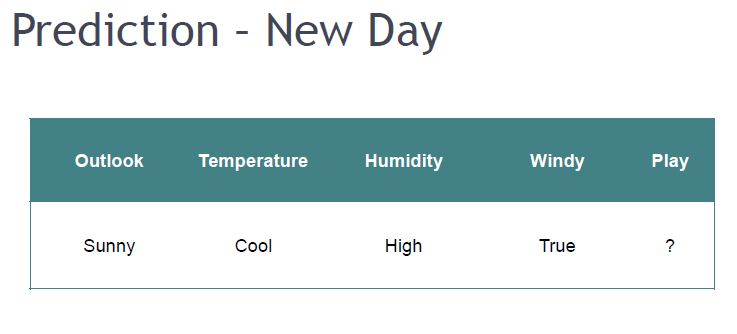 Prediction – New Day
Outlook Temperature Humidity Windy Play
Sunny Cool High True ?